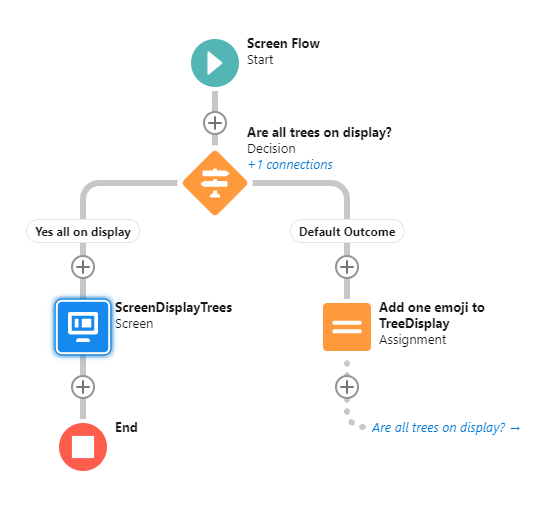 Screen Flow
Start
Are all trees on display?
Decision
+1 connections
Yes all on display
Default Outcome
ScreenDisplayTrees
Screen
Add one emoji to
TreeDisplay
Assignment
End
Are all trees on display? →